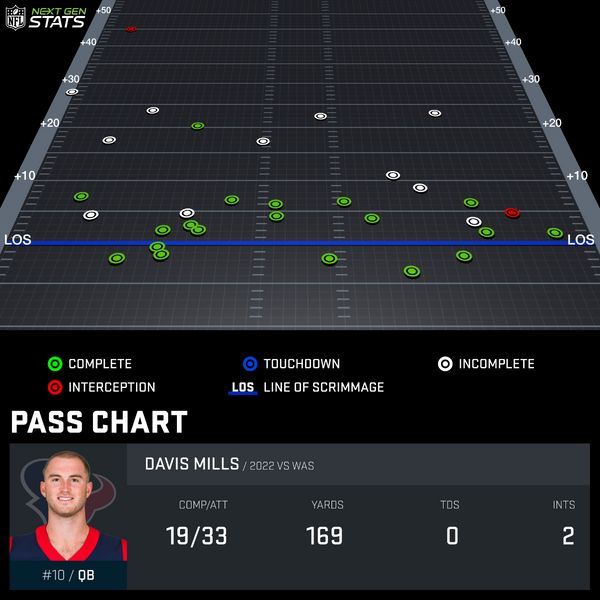 NFL NEXT GEN STATS
+50 +50
+40 +40
+30 +30
+20 +20
+10 +10
LOS LOS
COMPLETE TOUCHDOWN INCOMPLETE
INTERCEPTION LOS LINE OF SCRIMMAGE
PASS CHART
DAVIS MILLS / 2022 VS WAS
COMP/ATT YARDS TDS INTS
19/33 169 0 2
#10 / QB